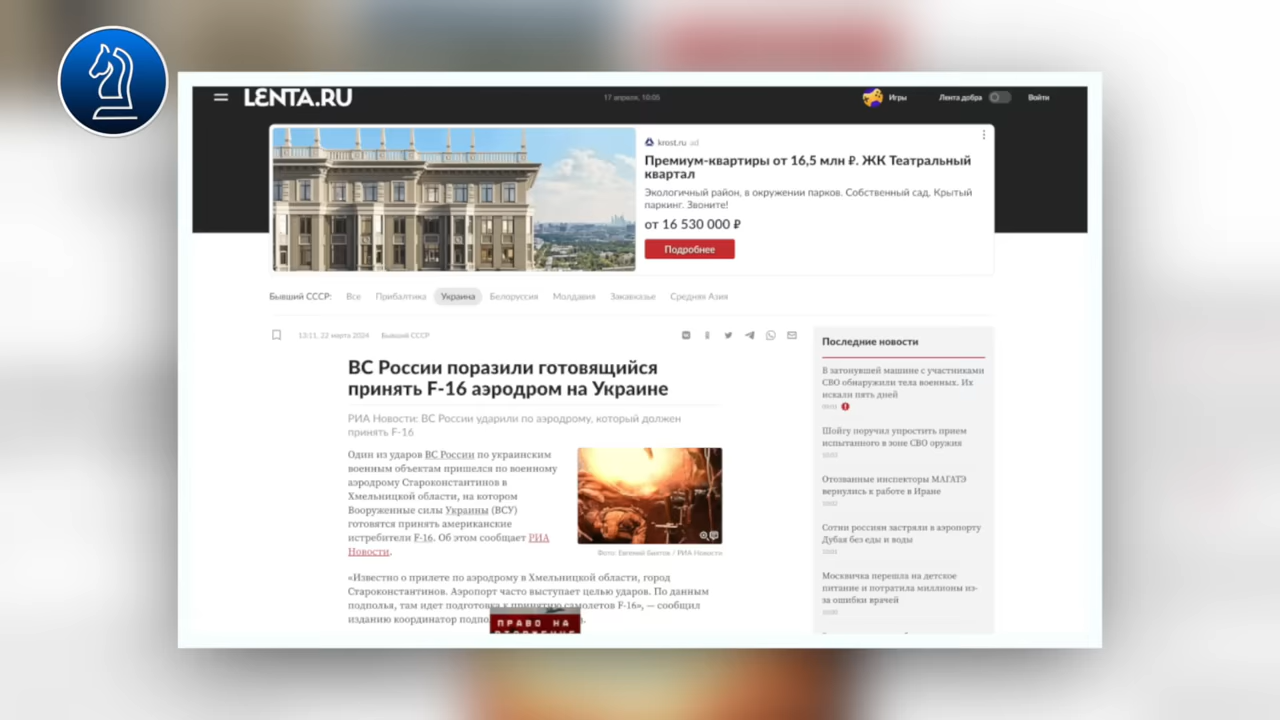 LENTA.RU
17 апреля, 10:05
Игры
Лента добра
Войти
krost.ru ad
Премиум-квартиры от 16,5 млн ₽. ЖК Театральный
квартал
Экологичный район, в окружении парков. Собственный сад. Крытый
паркинг. Звоните!
от 16 530 000 ₽
Подробнее
Бывший СССР: Все Прибалтика Украина Белоруссия Молдавия Закавказье Средняя Азия
13:11, 22 марта 2024 Бывший СССР
ВС России поразили готовящийся
принять F-16 аэродром на Украине
РИА Новости: ВС России ударили по аэродрому, который должен
принять F-16
Один из ударов ВС России по украинским
военным объектам пришелся по военному
аэродрому Староконстантинов в
Хмельницкой области, на котором
Вооруженные силы Украины (ВСУ)
готовятся принять американские
истребители F-16. Об этом сообщает РИА
Новости.
Фото: Евгений Биятов / РИА Новости
«Известно о прилете по аэродрому в Хмельницкой области, город
Староконстантинов. Аэропорт часто выступает целью ударов. По данным
подполья, там идет подготовка к принятию самолетов F-16», — сообщил
изданию координатор
ПРАВО НА
Последние новости
В затонувшей машине с участниками
СВО обнаружили тела военных. Их
искали пять дней
Шойгу поручил упростить прием
испытанного в зоне СВО оружия
Отозванные инспекторы МАГАТЭ
вернулись к работе в Иране
Сотни россиян застряли в аэропорту
Дубая без еды и воды
Москвичка перешла на детское
питание и потратила миллионы из-
за ошибки врачей